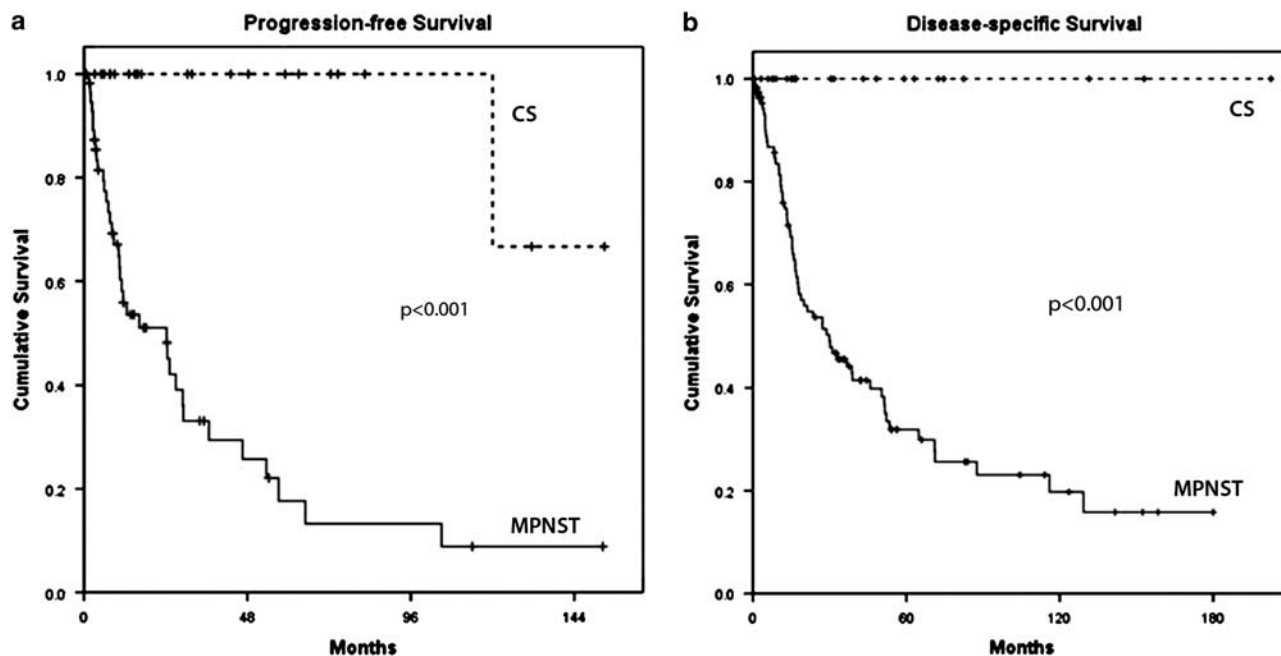 a
Progression-free Survival
1.0
0.8
0.6
0.4
0.2
0.0
Cumulative Survival
CS
p<0.001
MPNST
0
48
96
144
Months
b
Disease-specific Survival
1.0
0.8
0.6
0.4
0.2
0.0
Cumulative Survival
CS
p<0.001
MPNST
0
60
120
180
Months